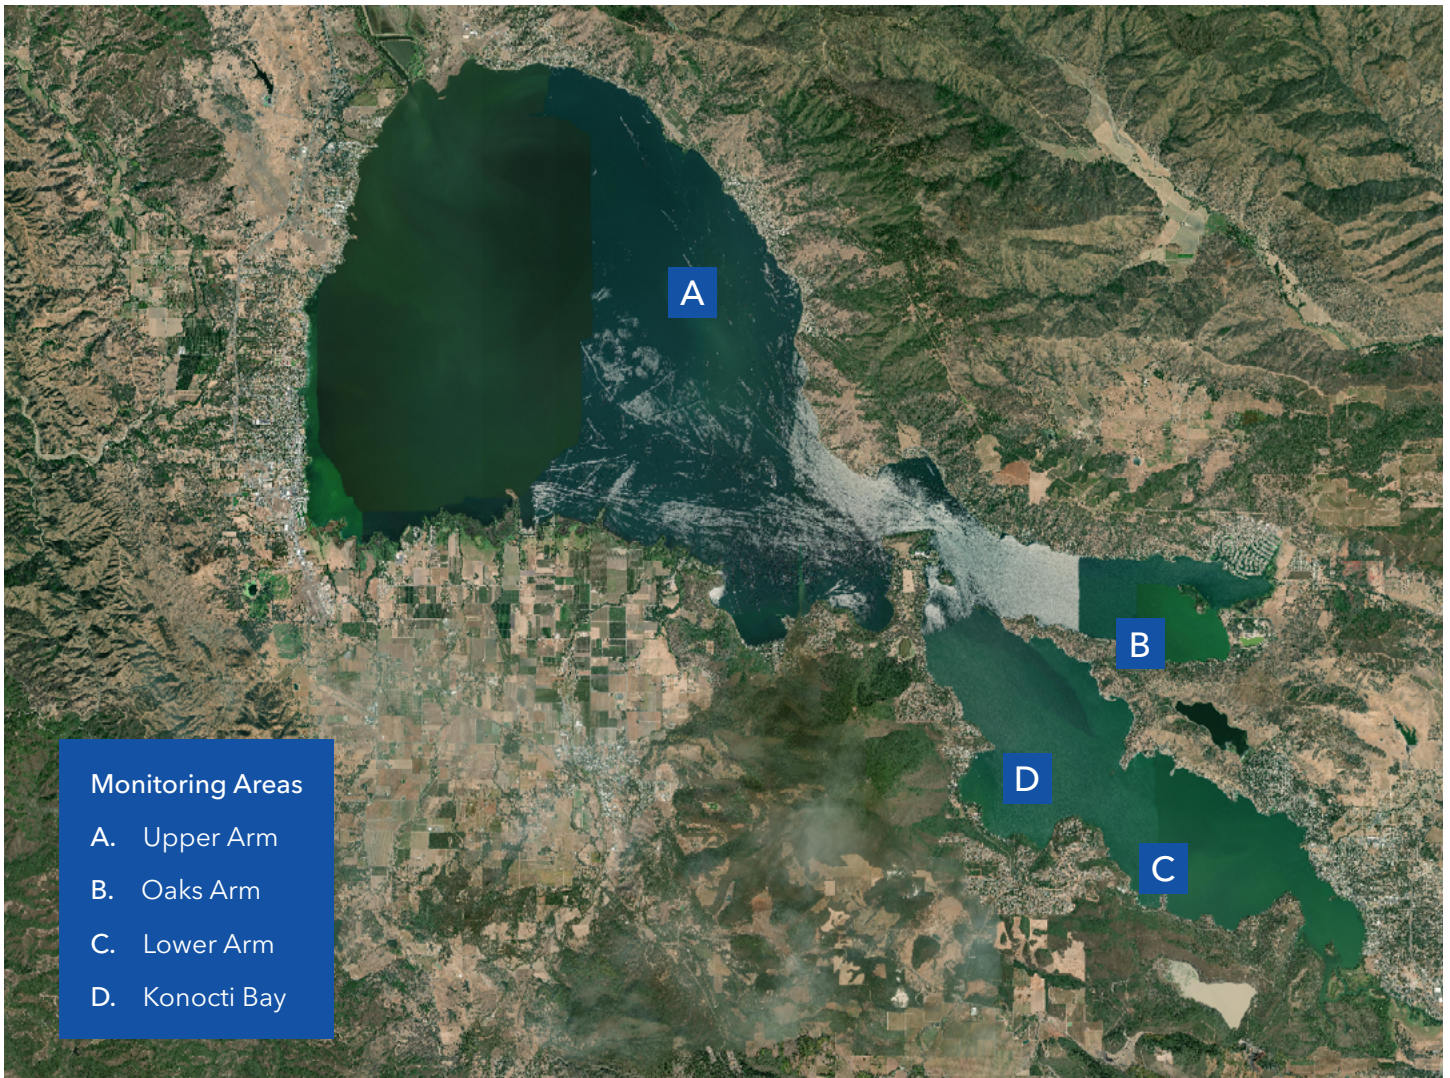 A
B
D
C
Monitoring Areas
A. Upper Arm
B. Oaks Arm
C. Lower Arm
D. Konocti Bay